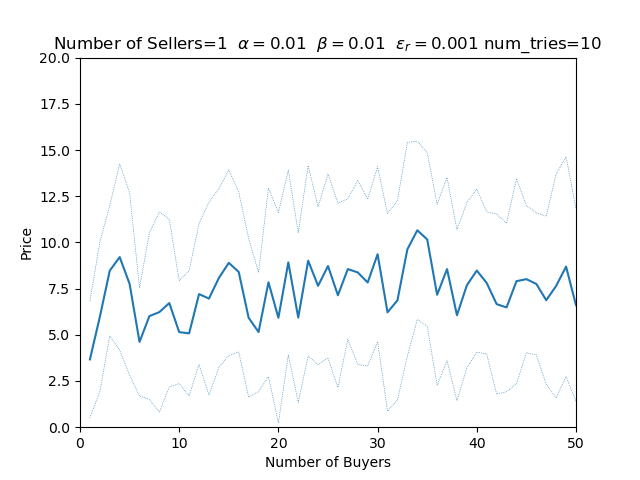 Number of Sellers=1 α = 0.01 β = 0.01 εᵣ = 0.001 num_tries=10
20.0
17.5
15.0
12.5
10.0
7.5
5.0
2.5
0.0
Price
0 10 20 30 40 50
Number of Buyers